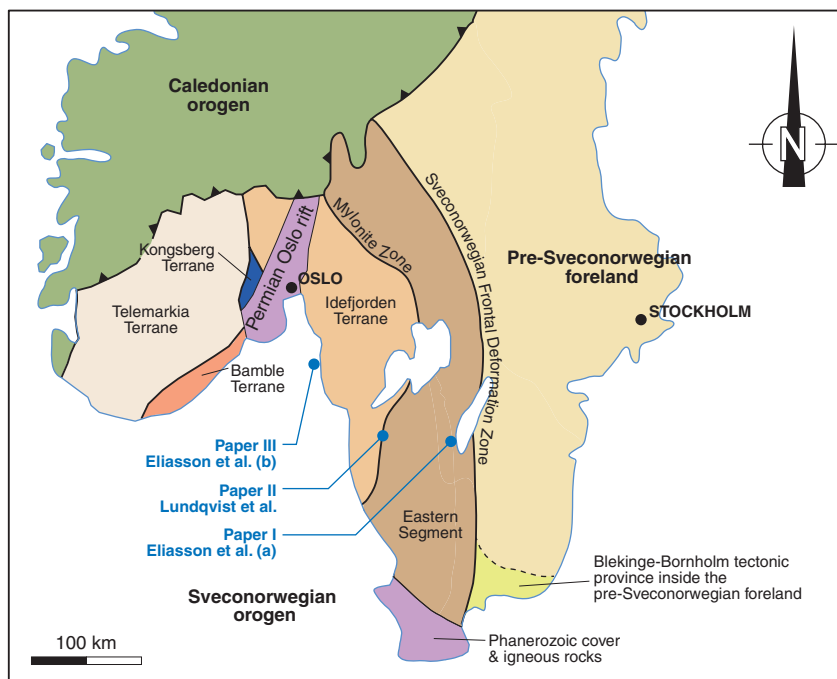 Caledonian
orogen
N
Kongsberg
Terrane
Permian Oslo rift
Mylonite Zone
Sveconorwegian Frontal Deformation Zone
Pre-Sveconorwegian
foreland
OSLO
STOCKHOLM
Telemarkia
Terrane
Idefjorden
Terrane
Bamble
Terrane
Paper III
Eliasson et al. (b)
Paper II
Lundqvist et al.
Paper I
Eliasson et al. (a)
Eastern
Segment
Blekinge-Bornholm tectonic
province inside the
pre-Sveconorwegian foreland
Sveconorwegian
orogen
Phanerozoic cover
& igneous rocks
100 km